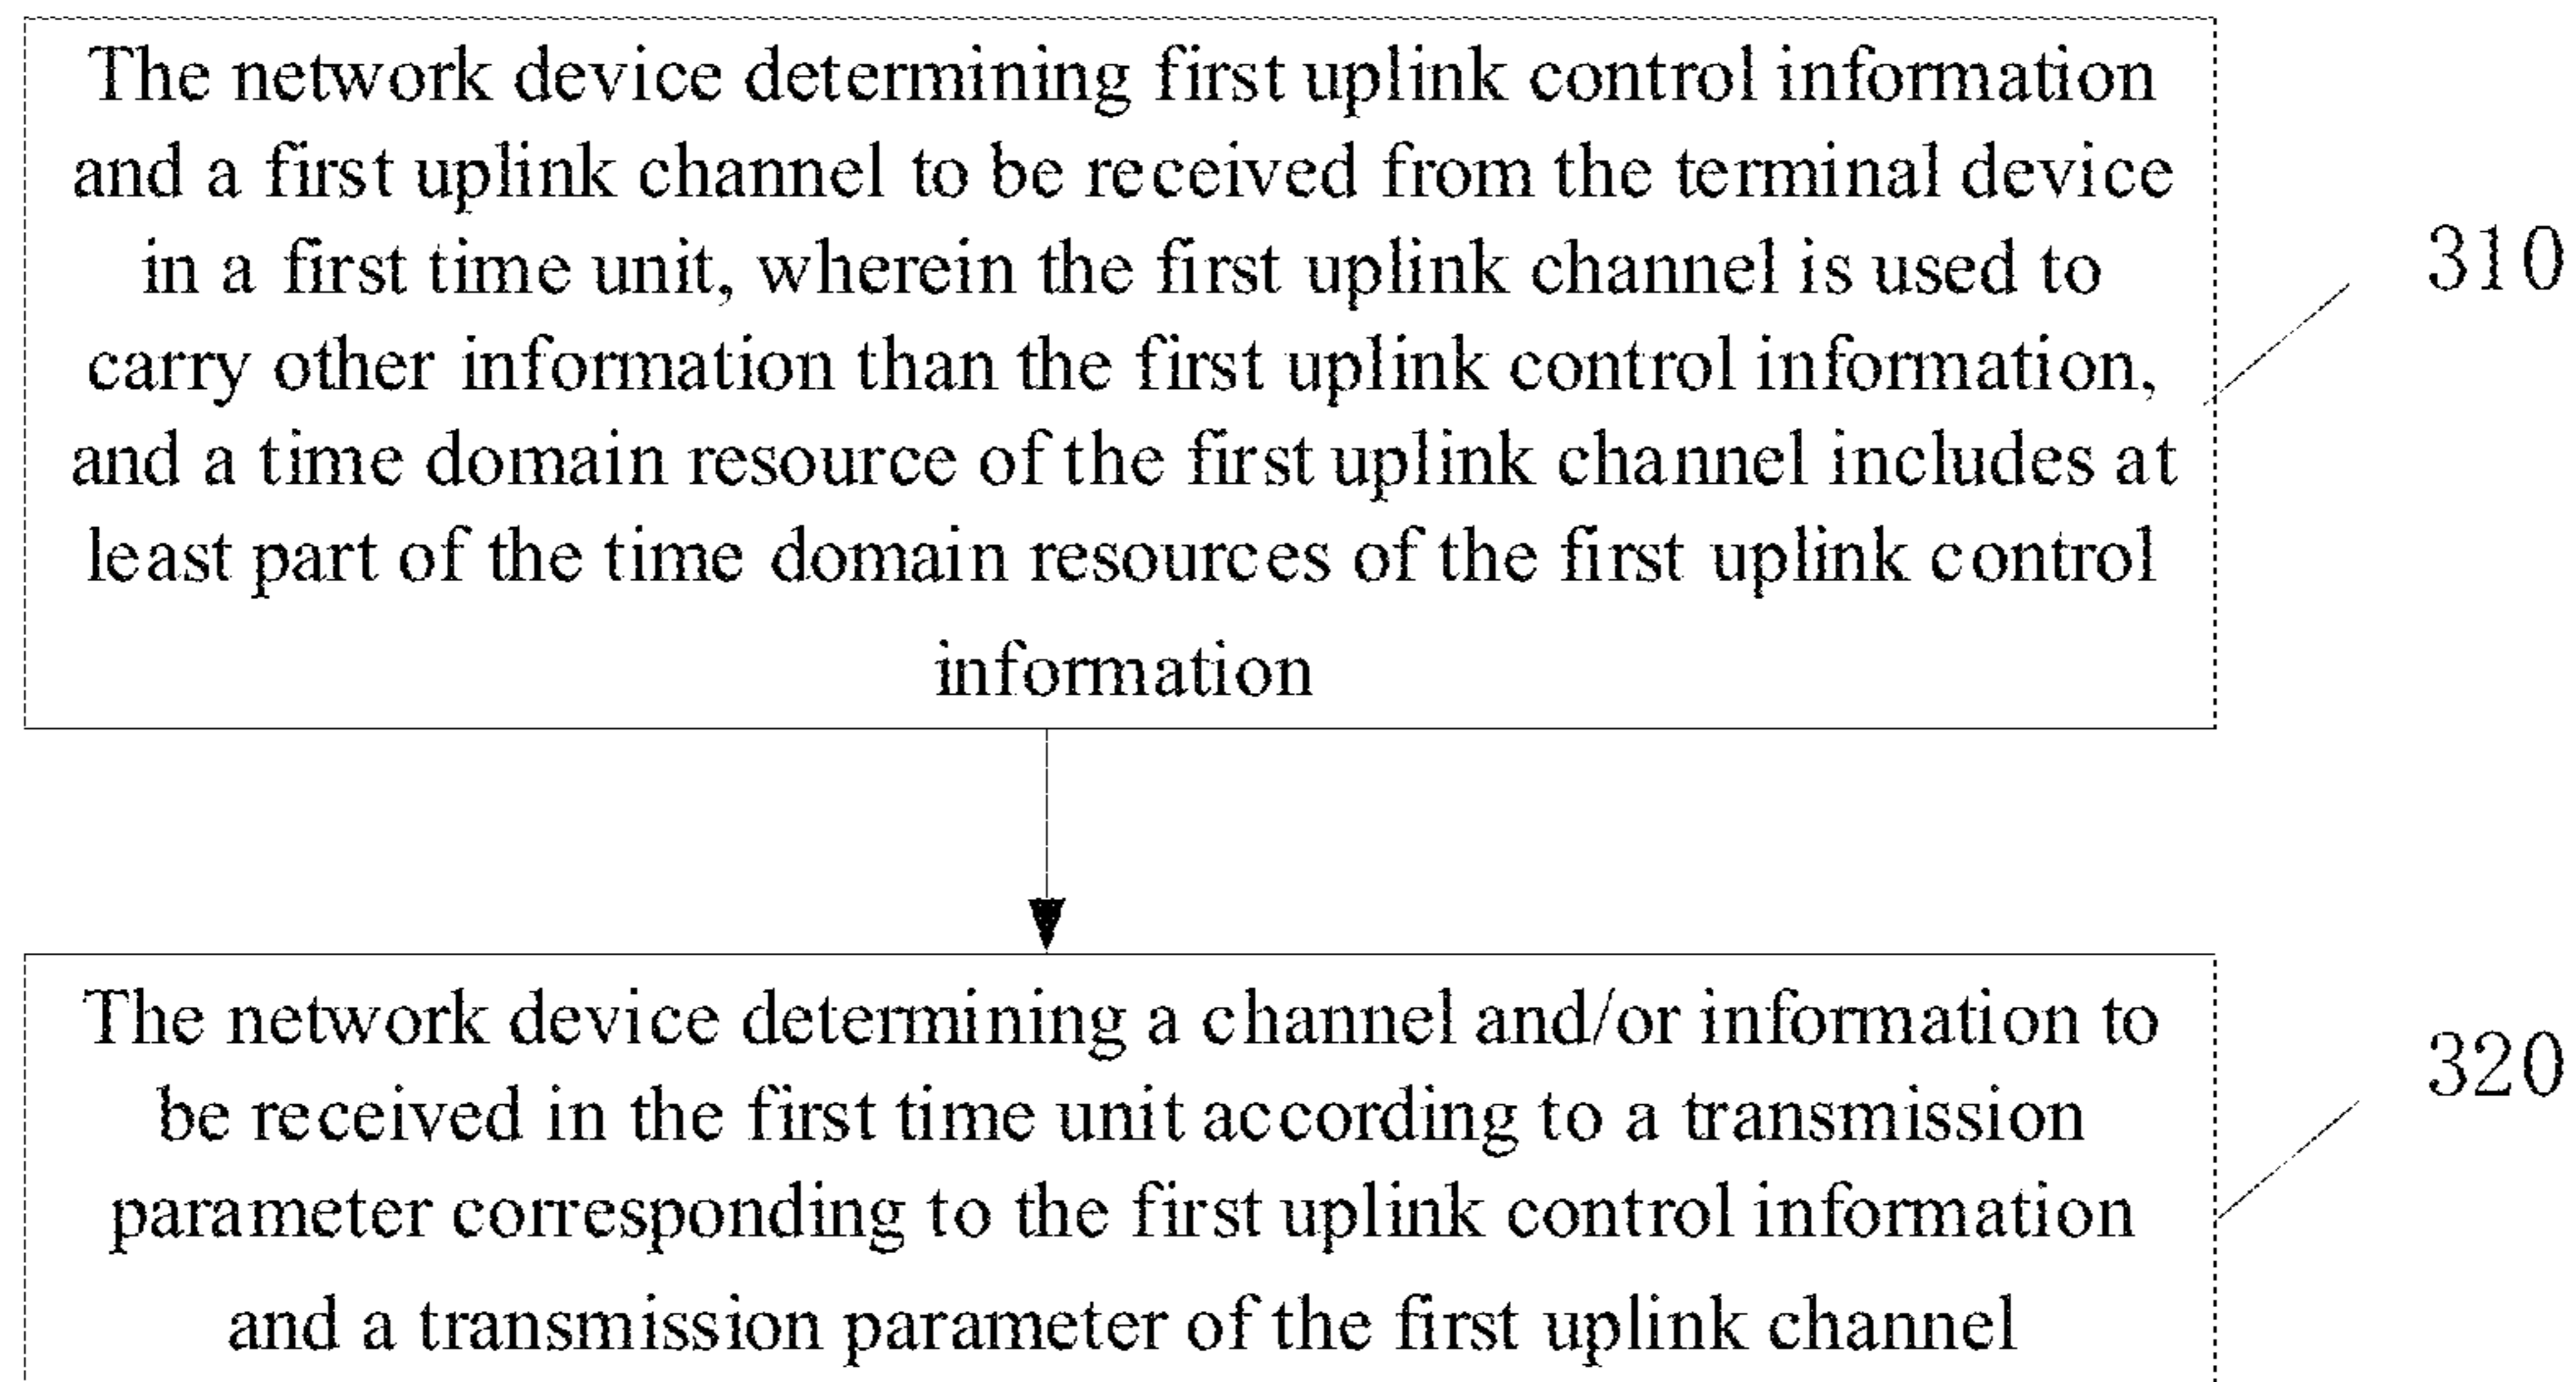 The network device determining first uplink control information
and a first uplink channel to be received from the terminal device
in a first time unit, wherein the first uplink channel is used to
carry other information than the first uplink control information,
and a time domain resource of the first uplink channel includes at
least part of the time domain resources of the first uplink control
information
310
The network device determining a channel and/or information to
be received in the first time unit according to a transmission
parameter corresponding to the first uplink control information
and a transmission parameter of the first uplink channel
320